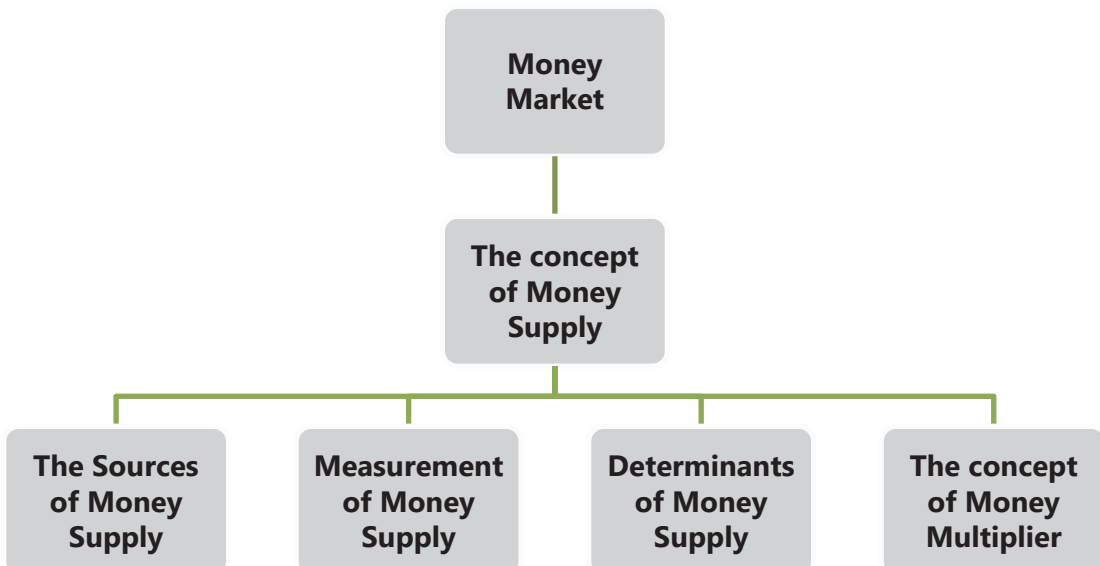 Money
Market
The concept
of Money
Supply
The Sources
of Money
Supply
Measurement
of Money
Supply
Determinants
of Money
Supply
The concept
of Money
Multiplier